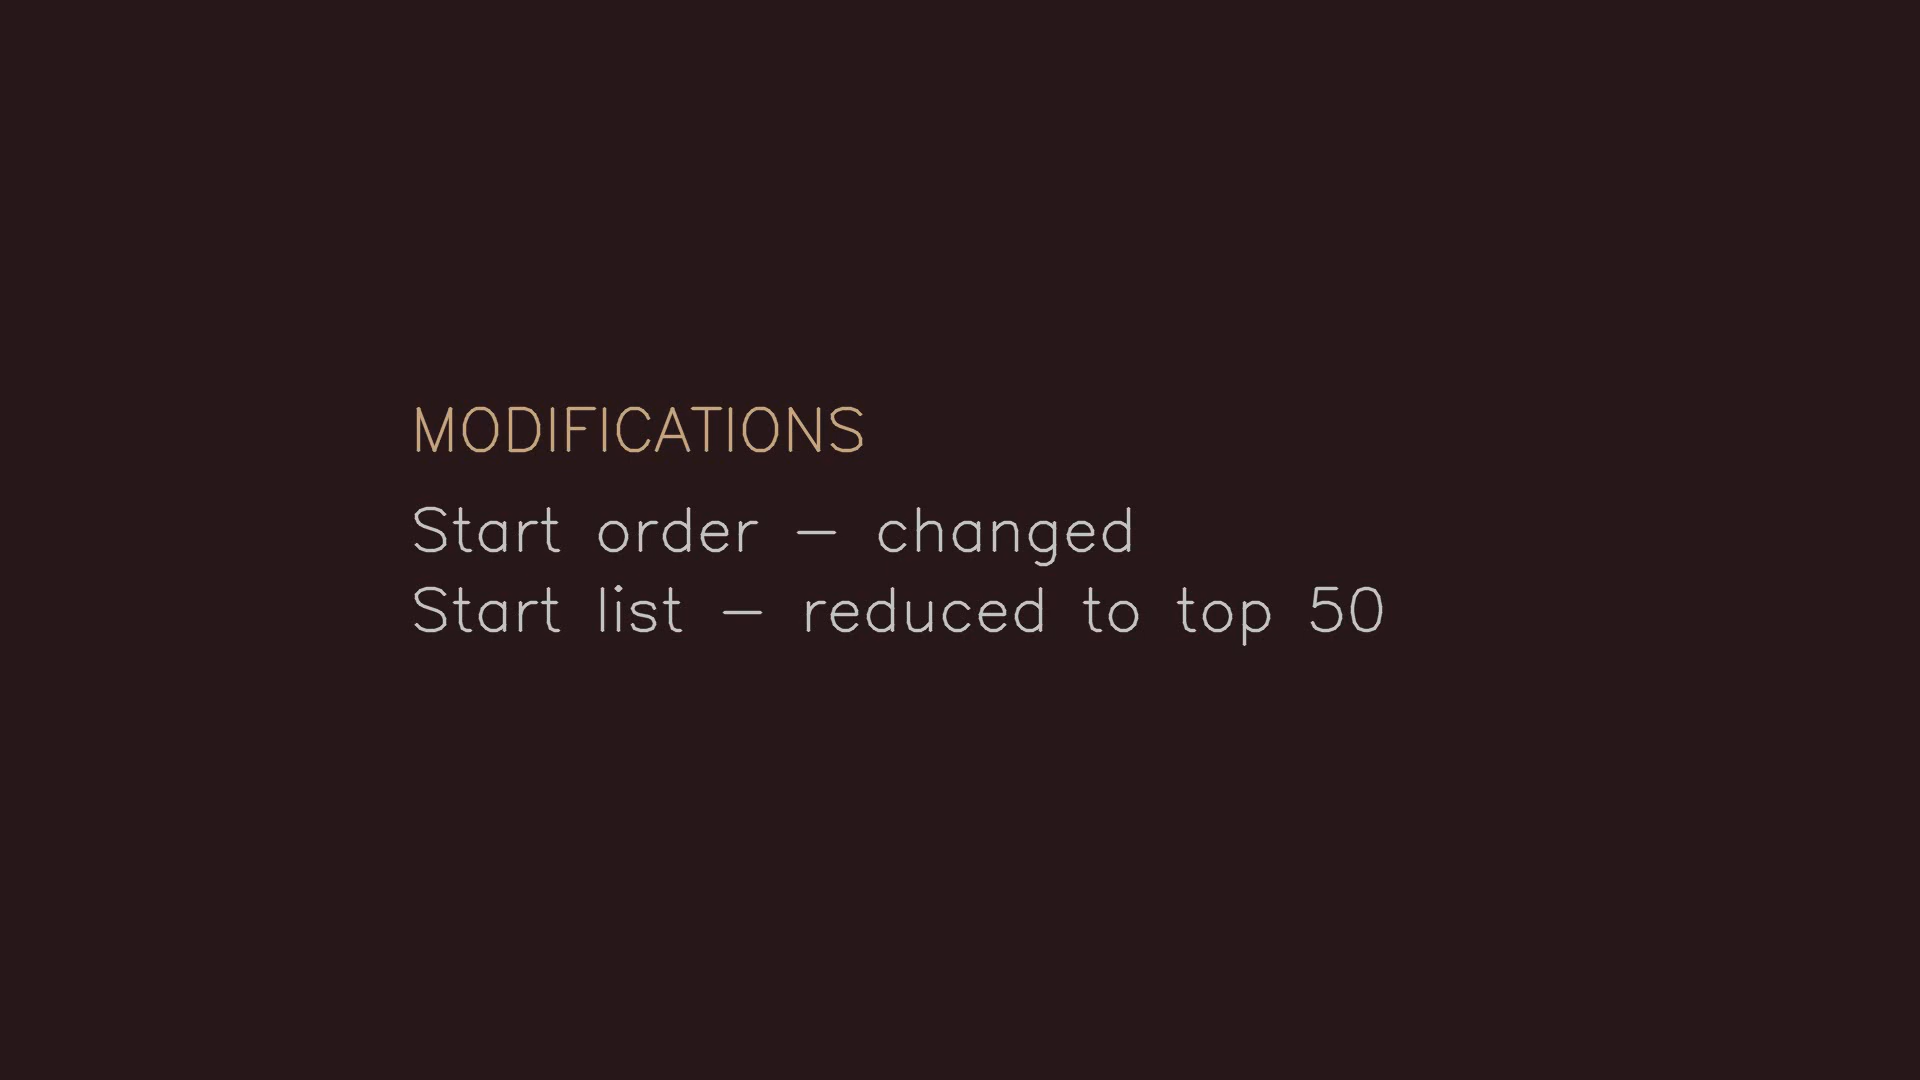 MODIFICATIONS
Start order – changed
Start list – reduced to top 50